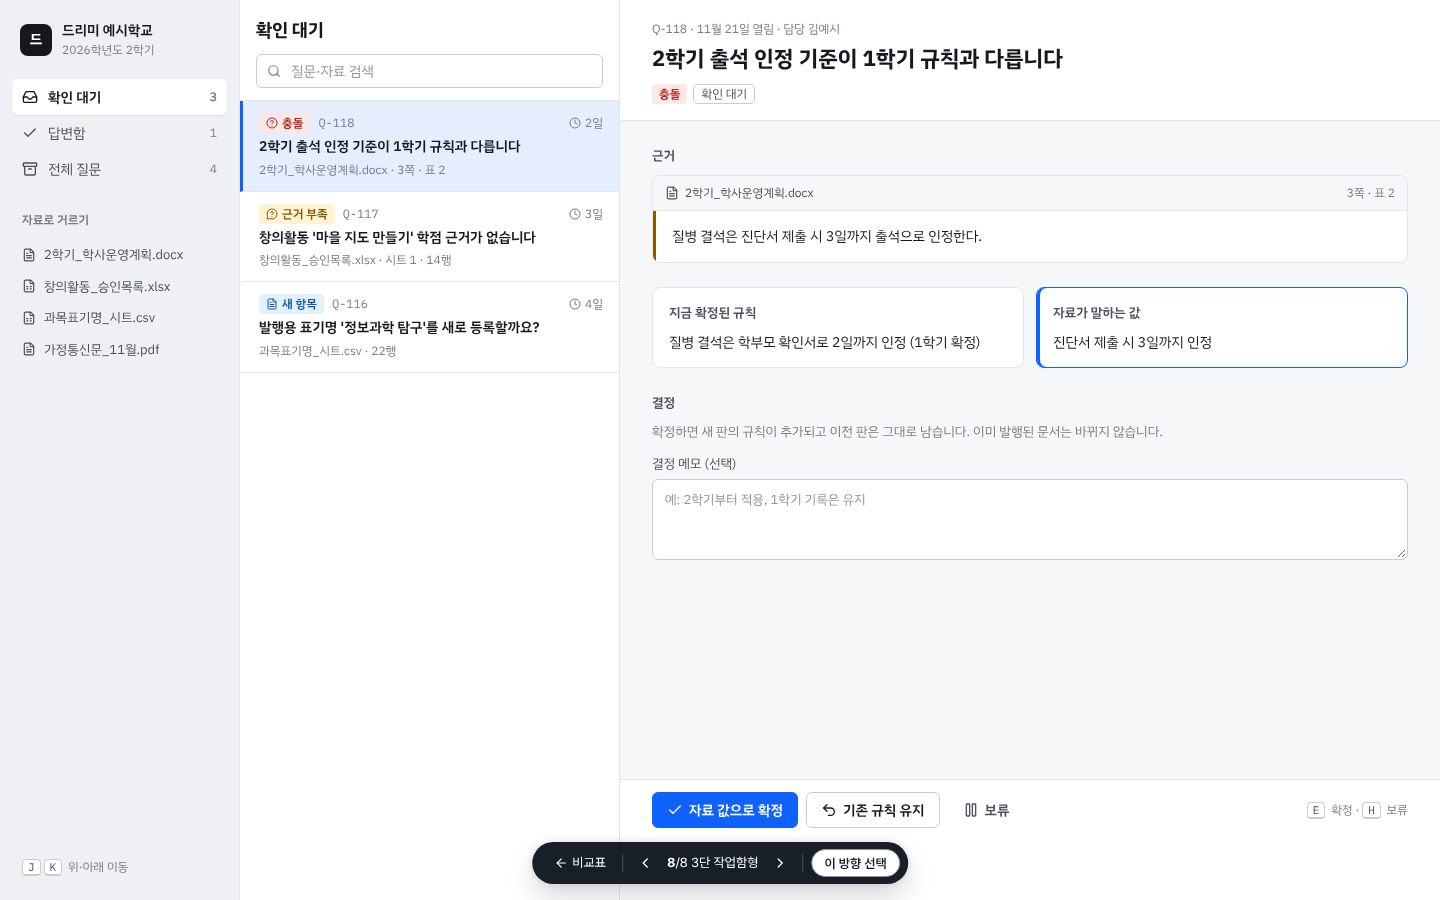 드
드리미 예시학교
2026학년도 2학기
확인 대기 3
답변함 1
전체 질문 4
자료로 거르기
2학기_학사운영계획.docx
창의활동_승인목록.xlsx
과목표기명_시트.csv
가정통신문_11월.pdf
J K 위·아래 이동
확인 대기
질문·자료 검색
충돌 Q-118 2일
2학기 출석 인정 기준이 1학기 규칙과 다릅니다
2학기_학사운영계획.docx · 3쪽 · 표 2
근거 부족 Q-117 3일
창의활동 '마을 지도 만들기' 학점 근거가 없습니다
창의활동_승인목록.xlsx · 시트 1 · 14행
새 항목 Q-116 4일
발행용 표기명 '정보과학 탐구'를 새로 등록할까요?
과목표기명_시트.csv · 22행
Q-118 · 11월 21일 열림 · 담당 김예시
2학기 출석 인정 기준이 1학기 규칙과 다릅니다
충돌 확인 대기
근거
2학기_학사운영계획.docx 3쪽 · 표 2
질병 결석은 진단서 제출 시 3일까지 출석으로 인정한다.
지금 확정된 규칙
질병 결석은 학부모 확인서로 2일까지 인정 (1학기 확정)
자료가 말하는 값
진단서 제출 시 3일까지 인정
결정
확정하면 새 판의 규칙이 추가되고 이전 판은 그대로 남습니다. 이미 발행된 문서는 바뀌지 않습니다.
결정 메모 (선택)
예: 2학기부터 적용, 1학기 기록은 유지
자료 값으로 확정 기존 규칙 유지 보류
E 확정 · H 보류
비교표 8/8 3단 작업함형 이 방향 선택